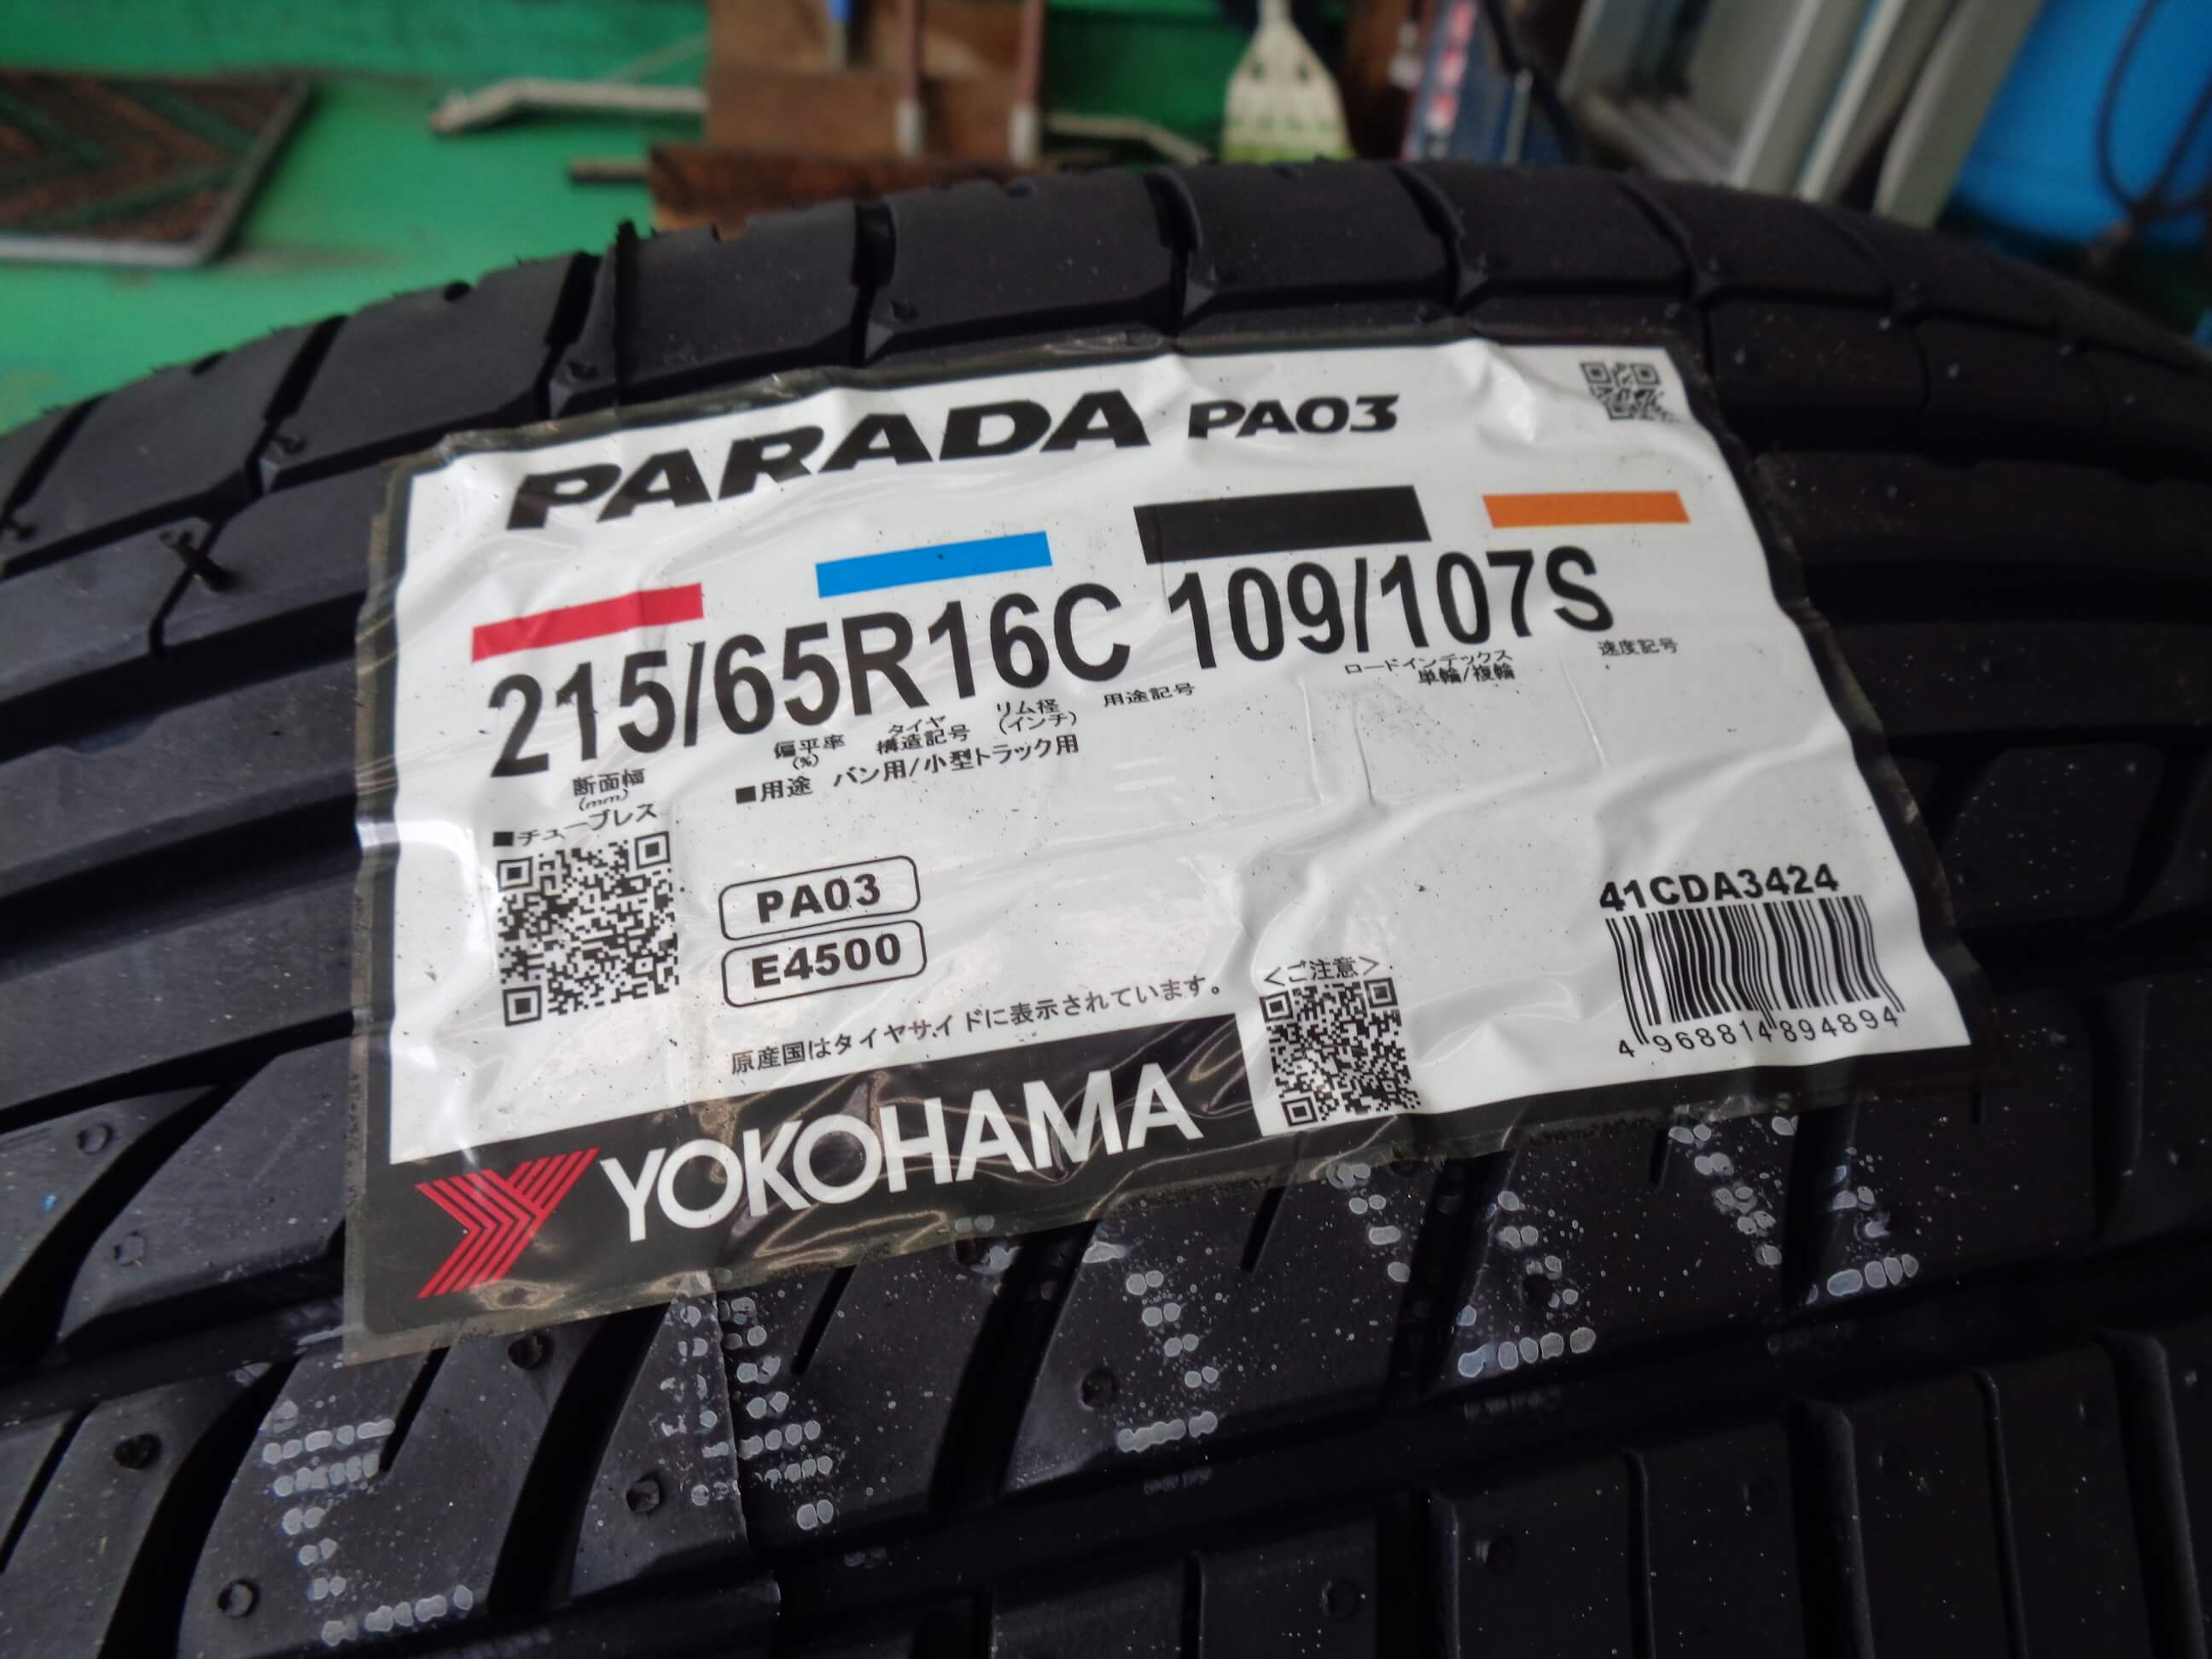 PARADA PA03
215/65R16C 109/107S
断面幅
(mm)
偏平率
(%)
タイヤ
構造記号
リム径
(インチ)
用途記号
ロードインデックス
単輪/複輪
速度記号
■チューブレス
■用途 バン用/小型トラック用
PA03
E4500
41CDA3424
4968814894894
<ご注意>
原産国はタイヤサイドに表示されています。
YOKOHAMA